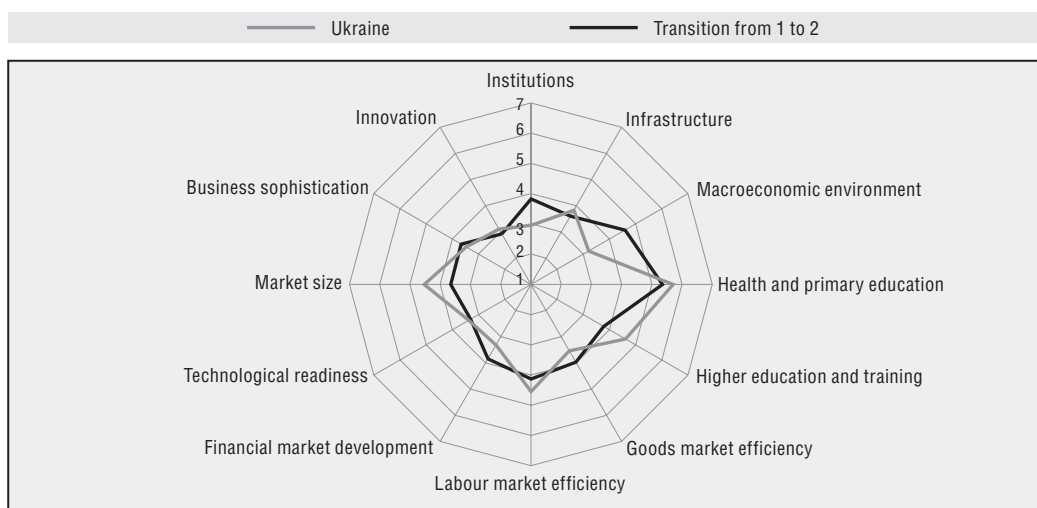 Ukraine
Transition from 1 to 2
Institutions
7
Infrastructure
Innovation
6
5
Business sophistication
Macroeconomic environment
4
3
2
Market size
1
Health and primary education
Technological readiness
Higher education and training
Financial market development
Goods market efficiency
Labour market efficiency